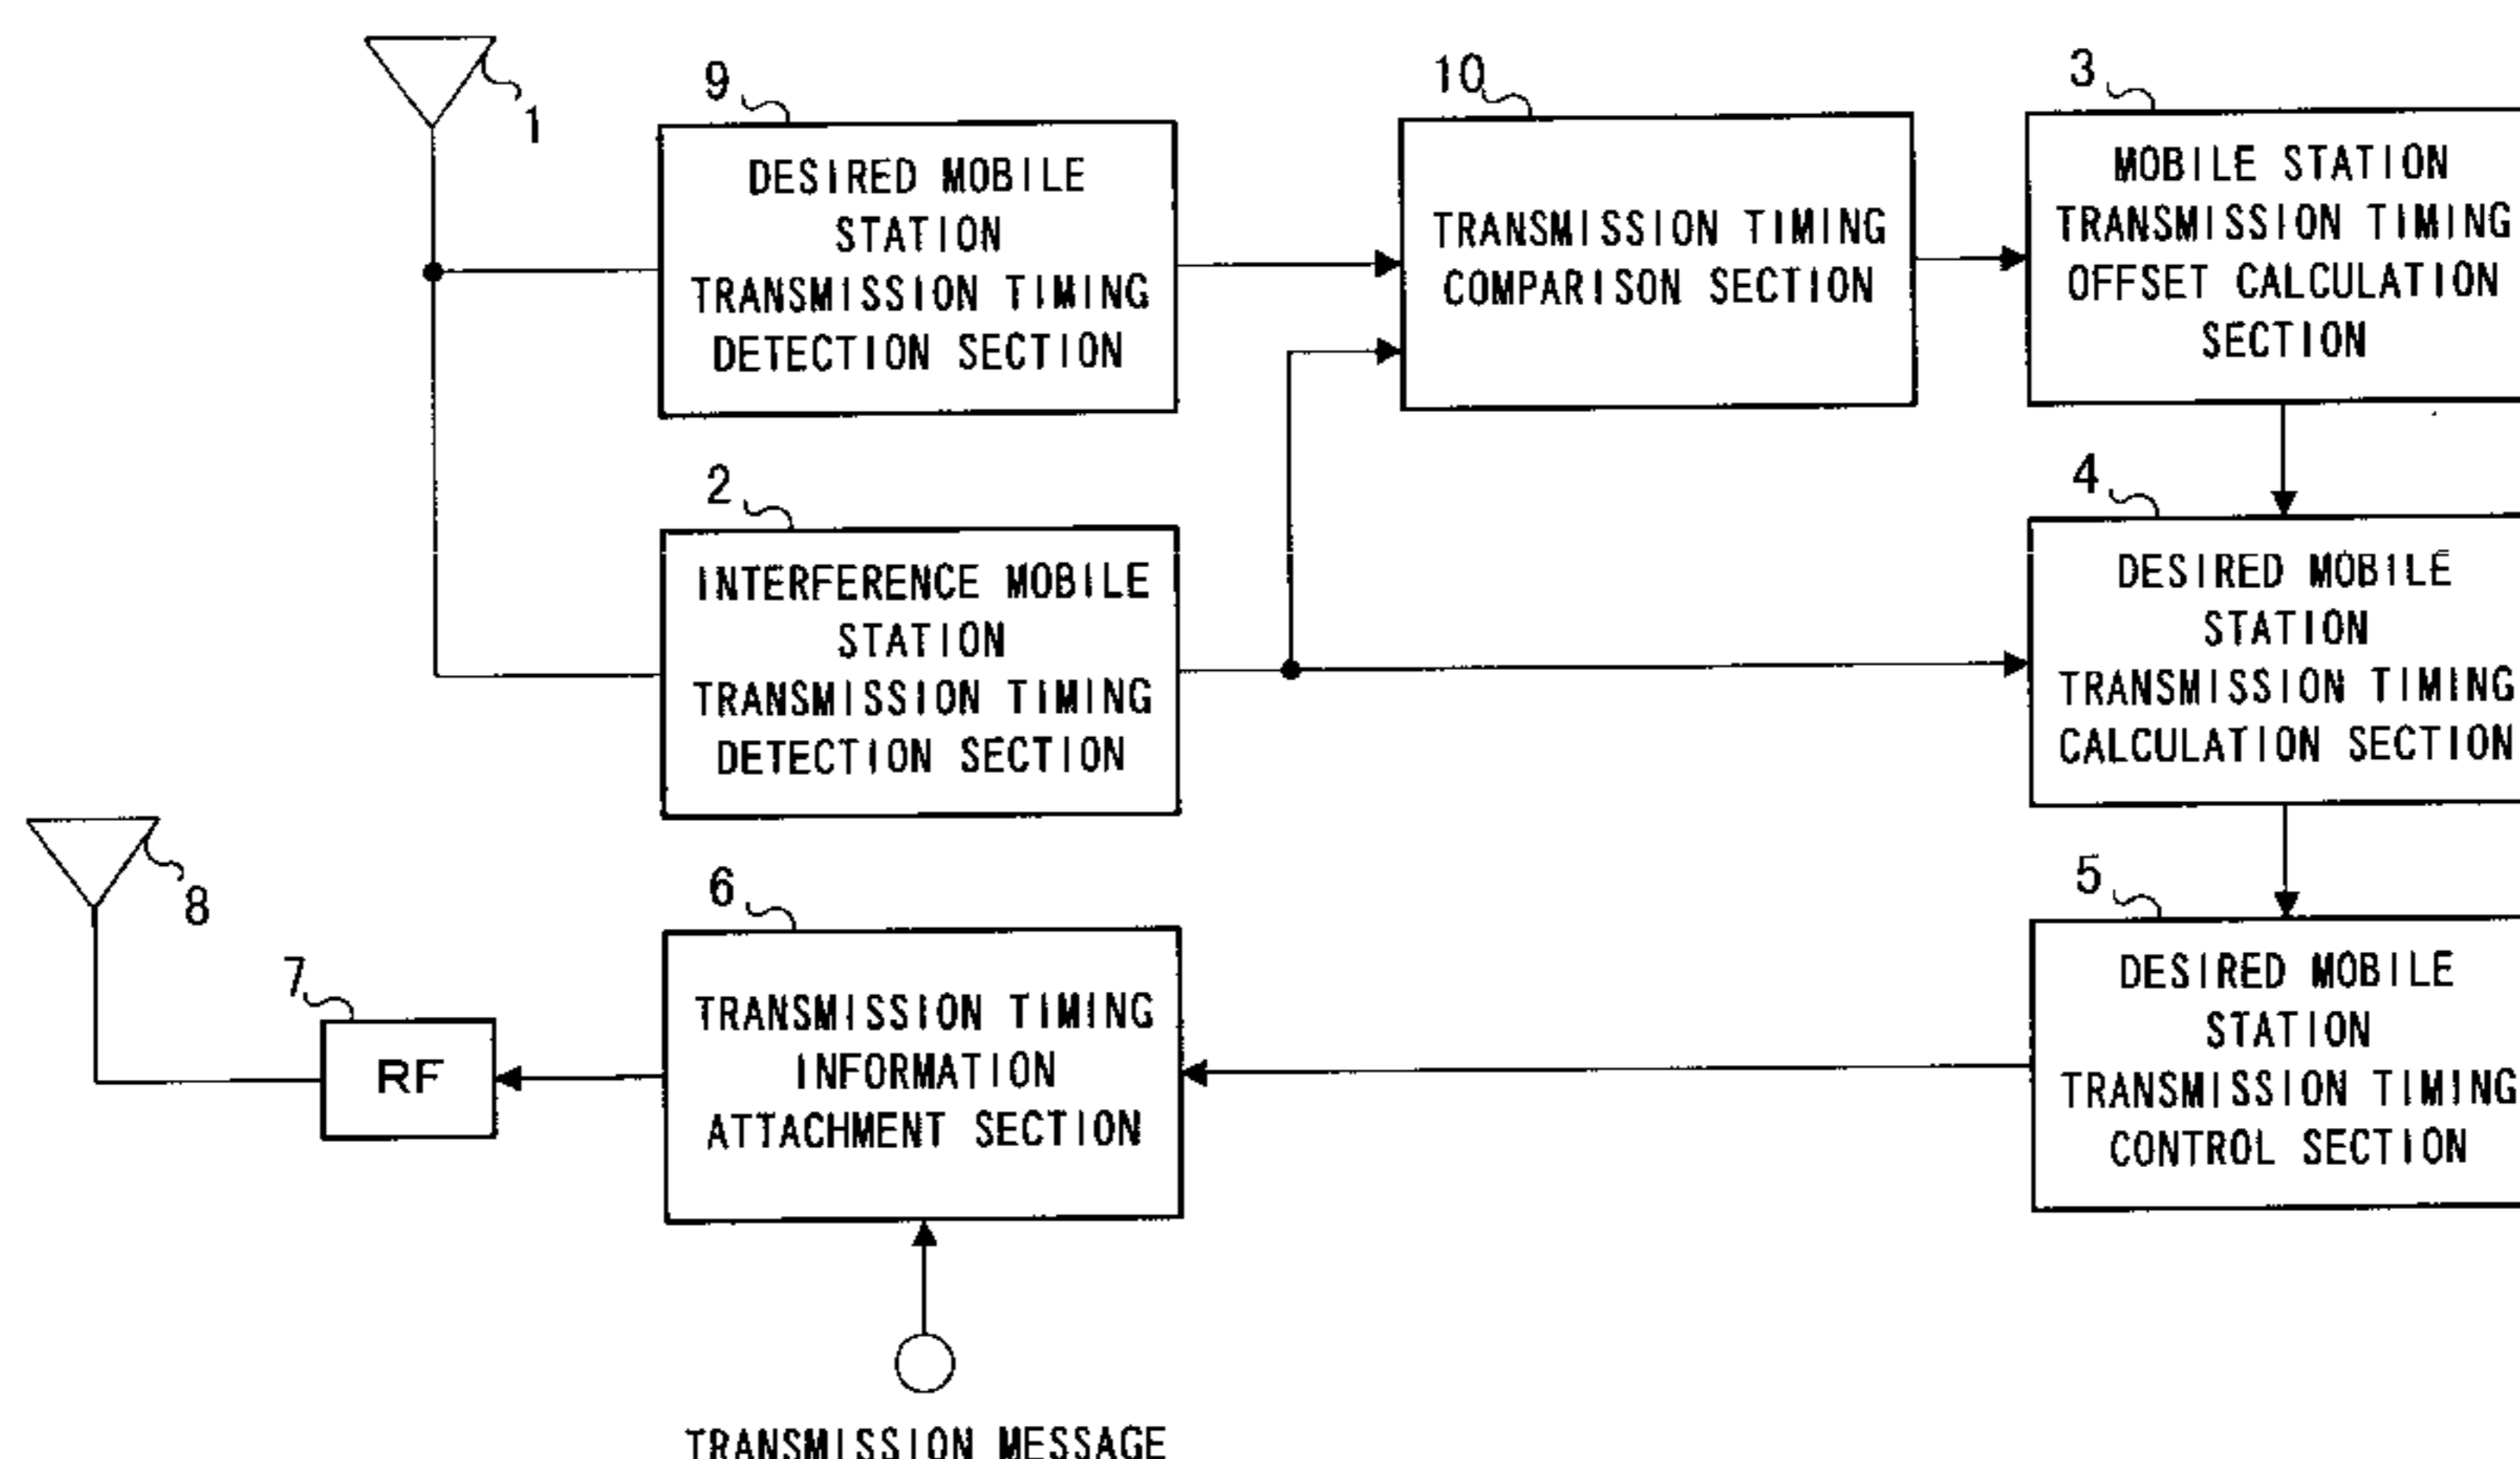 1
9
DESIRED MOBILE
STATION
TRANSMISSION TIMING
DETECTION SECTION
10
TRANSMISSION TIMING
COMPARISON SECTION
3
MOBILE STATION
TRANSMISSION TIMING
OFFSET CALCULATION
SECTION
2
INTERFERENCE MOBILE
STATION
TRANSMISSION TIMING
DETECTION SECTION
4
DESIRED MOBILE
STATION
TRANSMISSION TIMING
CALCULATION SECTION
8
7
RF
6
TRANSMISSION TIMING
INFORMATION
ATTACHMENT SECTION
5
DESIRED MOBILE
STATION
TRANSMISSION TIMING
CONTROL SECTION
TRANSMISSION MESSAGE